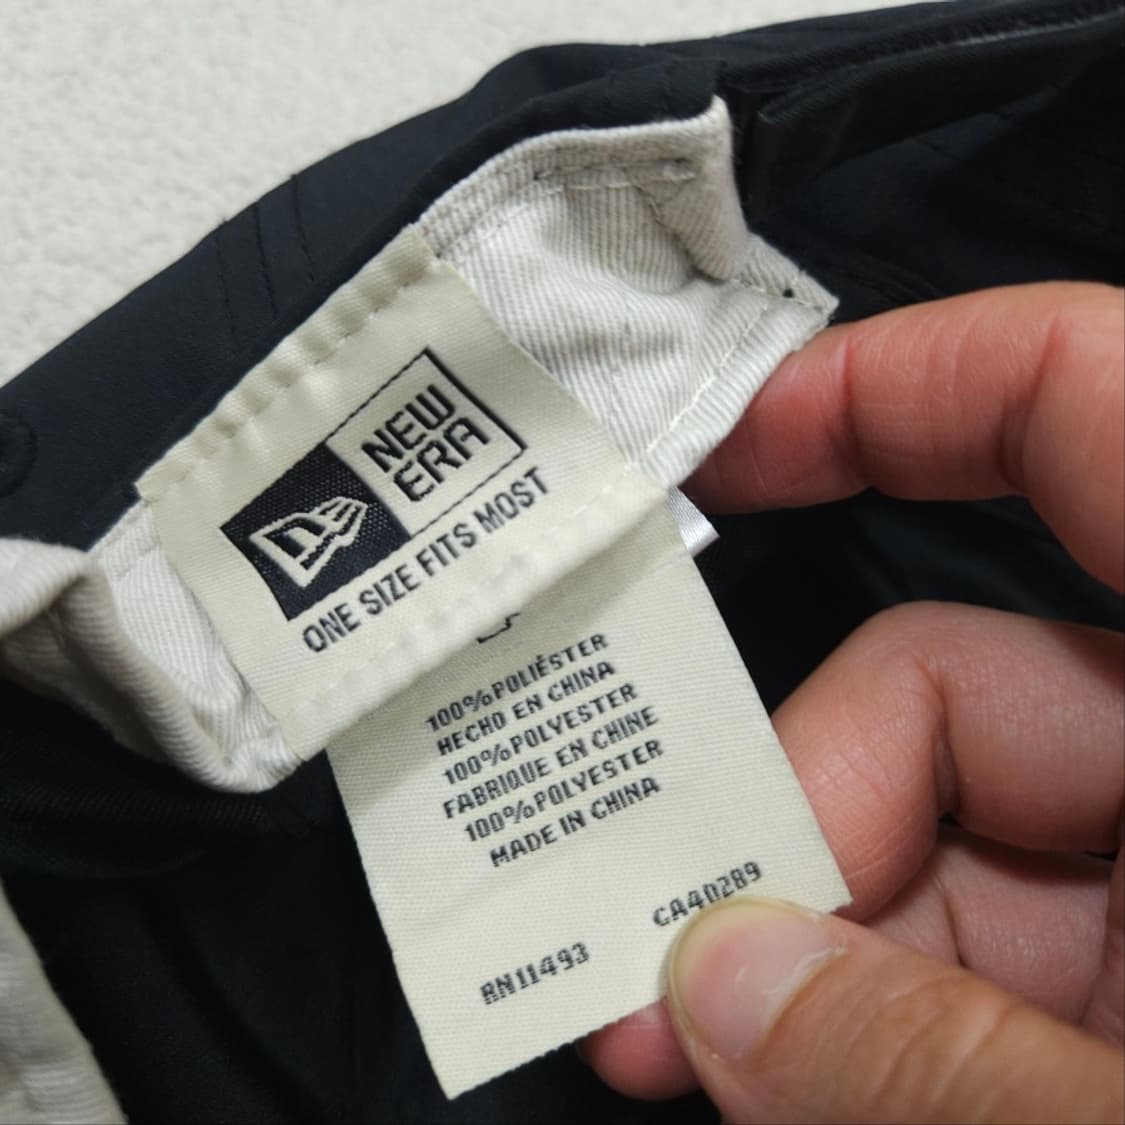 NEW
ERA
ONE SIZE FITS MOST
100%POLIÉSTER
HECHO EN CHINA
100%POLYESTER
FABRIQUE EN CHINE
100%POLYESTER
MADE IN CHINA
CA40289
RN11493